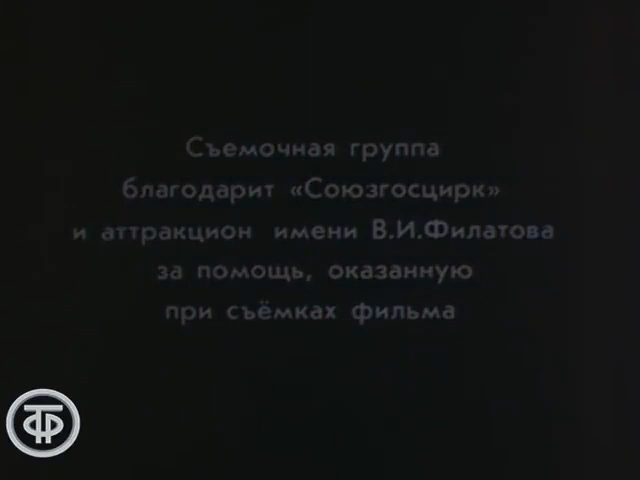 Съемочная группа
благодарит «Союзгосцирк»
и аттракцион имени В.И.Филатова
за помощь, оказанную
при съёмках фильма